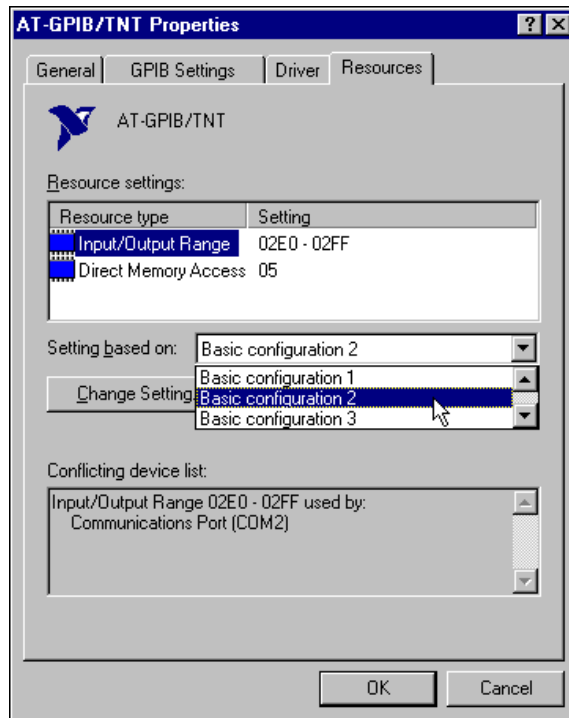 AT-GPIB/TNT Properties
General GPIB Settings Driver Resources
AT-GPIB/TNT
Resource settings:
Resource type Setting
Input/Output Range 02E0 - 02FF
Direct Memory Access 05
Setting based on: Basic configuration 2
Basic configuration 1
Change Setting. Basic configuration 2
Basic configuration 3
Conflicting device list:
Input/Output Range 02E0 - 02FF used by:
Communications Port (COM2)
OK Cancel